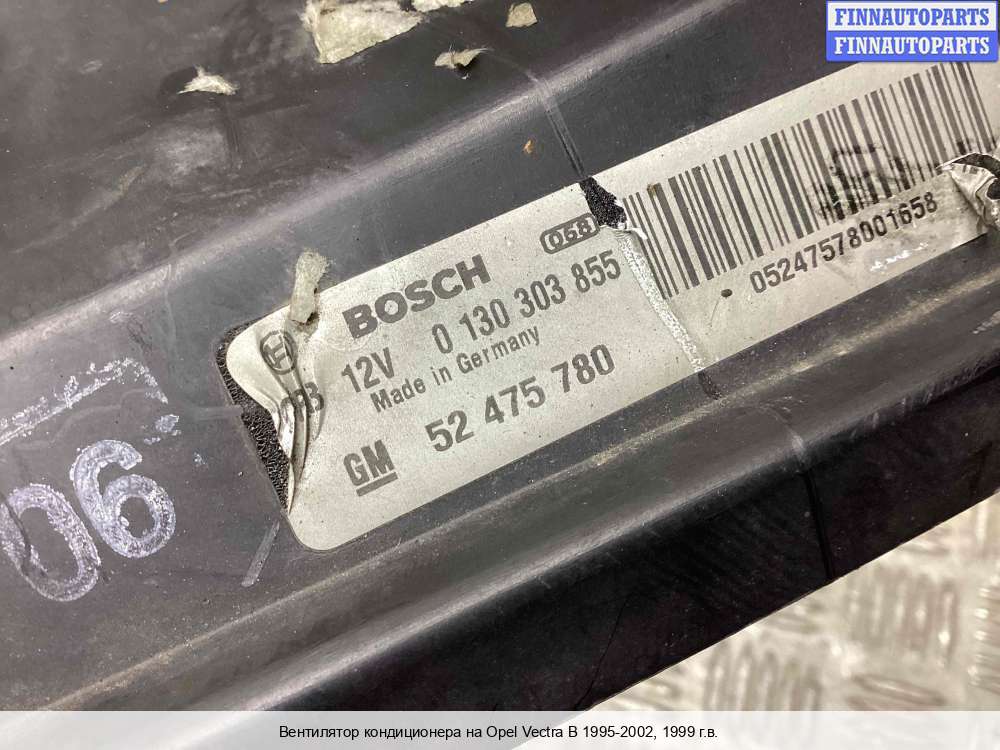 FINNAUTOPARTS
FINNAUTOPARTS
068
BOSCH
12V 0 130 303 855
Made in Germany
GM 52 475 780
052475780001658
06
Вентилятор кондиционера на Opel Vectra B 1995-2002, 1999 г.в.